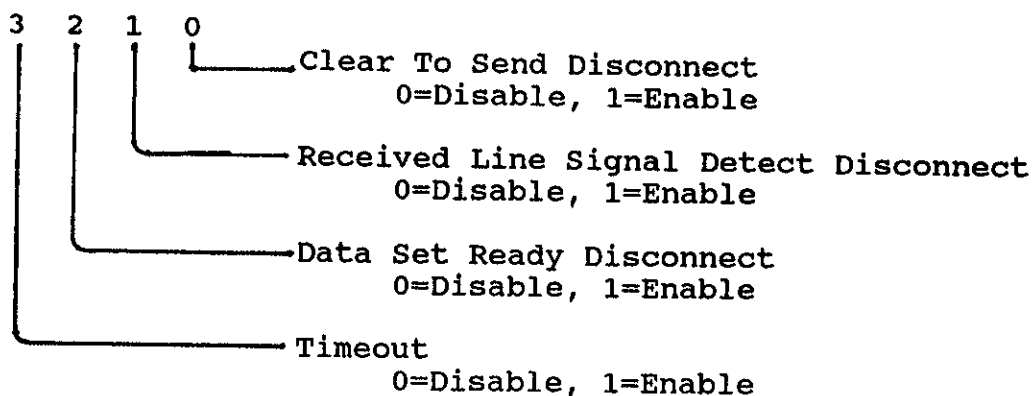 3 2 1 0
Clear To Send Disconnect
0=Disable, 1=Enable
Received Line Signal Detect Disconnect
0=Disable, 1=Enable
Data Set Ready Disconnect
0=Disable, 1=Enable
Timeout
0=Disable, 1=Enable